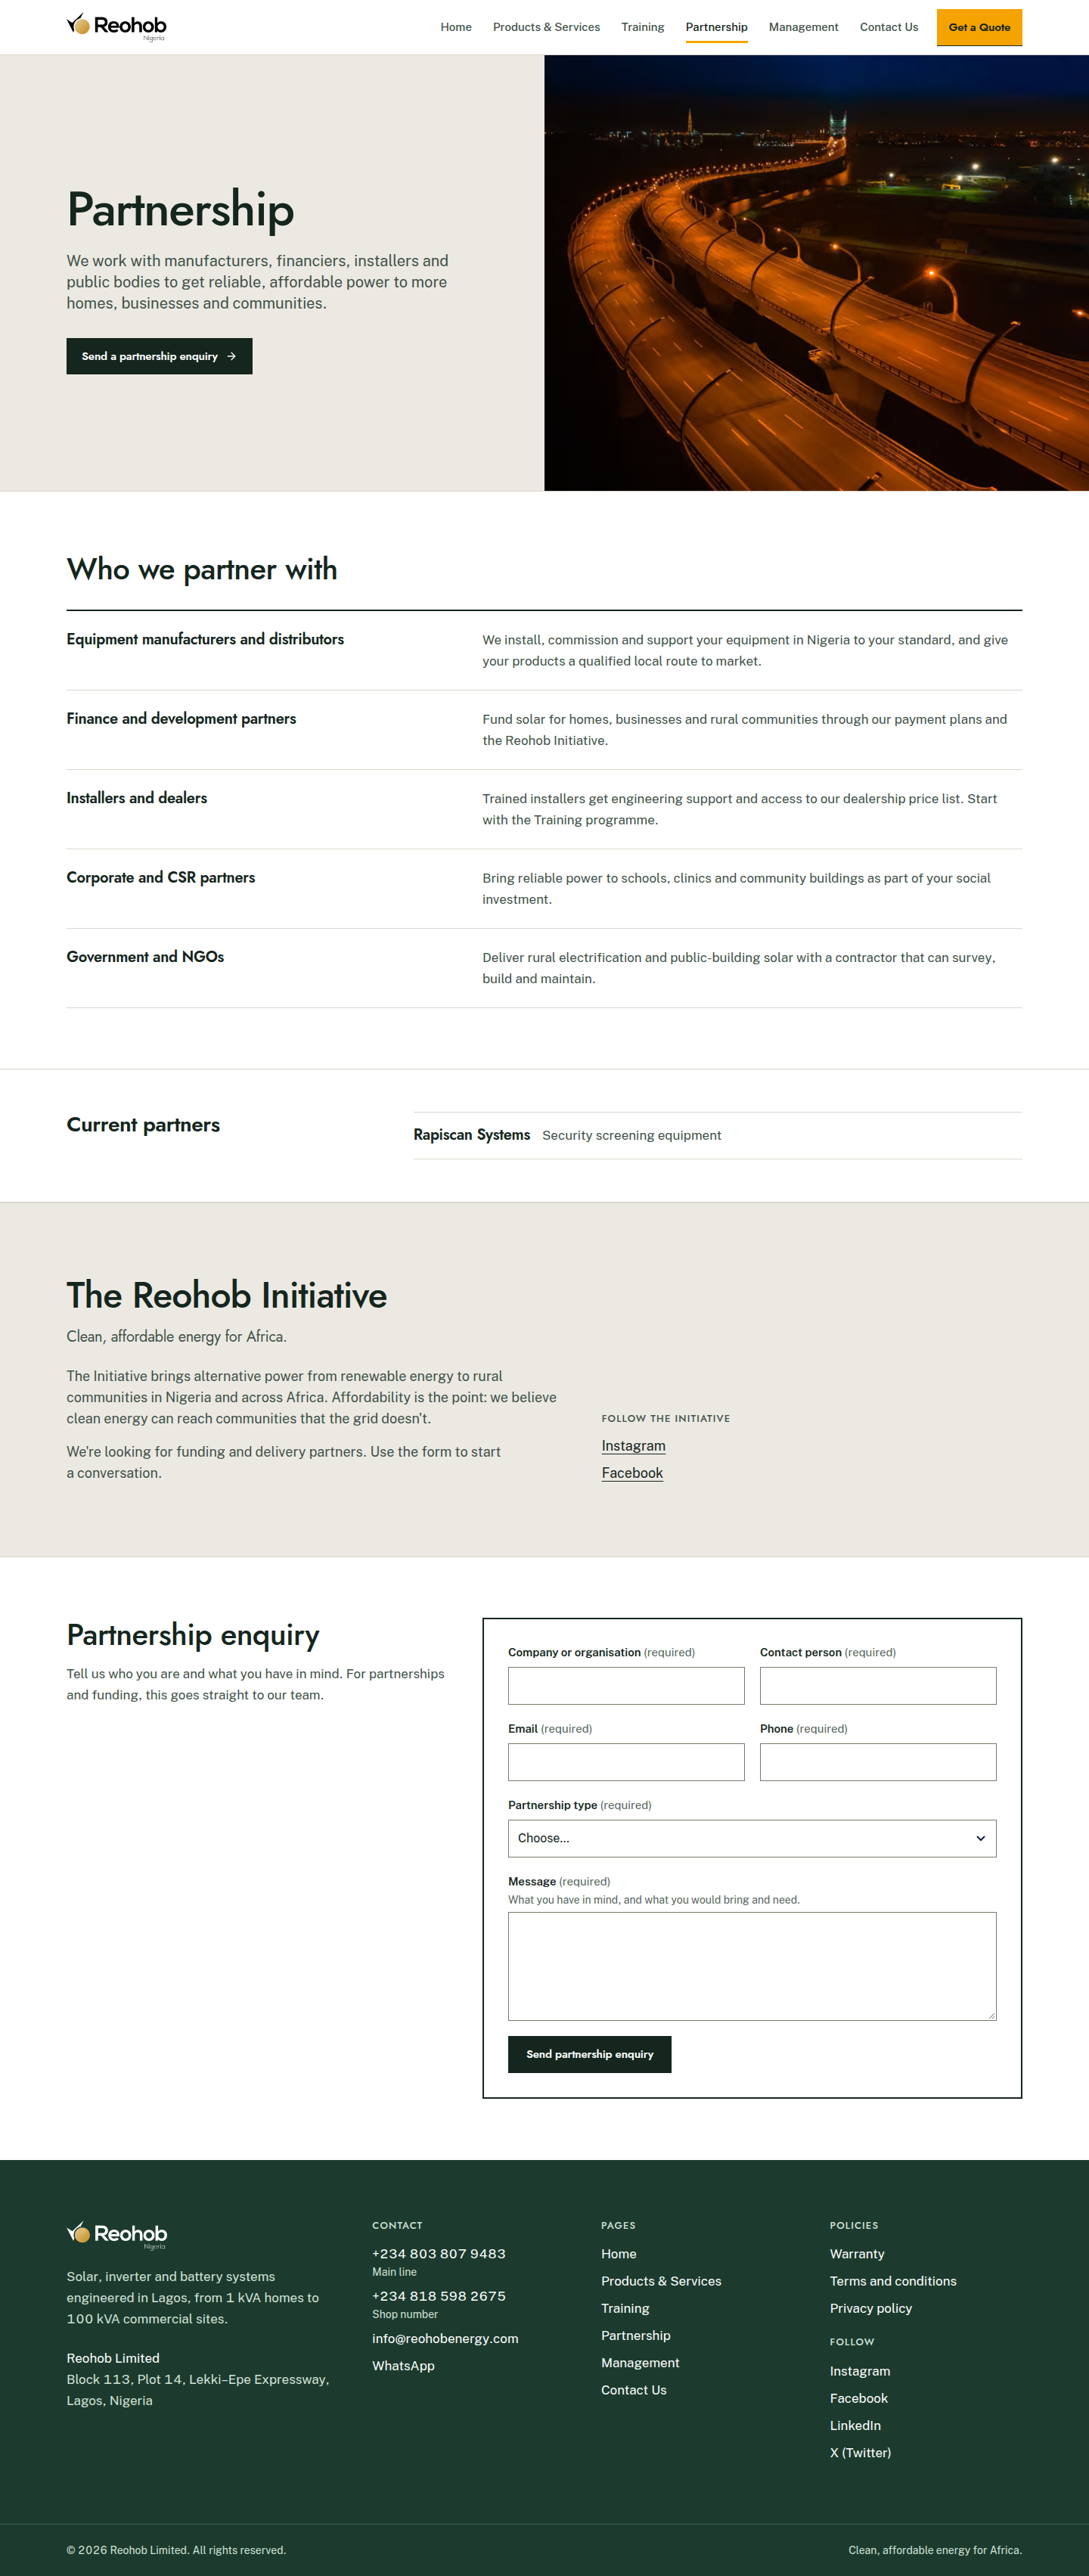 Reohob
Nigeria
Home
Products & Services
Training
Partnership
Management
Contact Us
Get a Quote
Partnership
We work with manufacturers, financiers, installers and
public bodies to get reliable, affordable power to more
homes, businesses and communities.
Send a partnership enquiry →
Who we partner with
Equipment manufacturers and distributors
We install, commission and support your equipment in Nigeria to your standard, and give
your products a qualified local route to market.
Finance and development partners
Fund solar for homes, businesses and rural communities through our payment plans and
the Reohob Initiative.
Installers and dealers
Trained installers get engineering support and access to our dealership price list. Start
with the Training programme.
Corporate and CSR partners
Bring reliable power to schools, clinics and community buildings as part of your social
investment.
Government and NGOs
Deliver rural electrification and public-building solar with a contractor that can survey,
build and maintain.
Current partners
Rapiscan Systems Security screening equipment
The Reohob Initiative
Clean, affordable energy for Africa.
The Initiative brings alternative power from renewable energy to rural
communities in Nigeria and across Africa. Affordability is the point: we believe
clean energy can reach communities that the grid doesn't.
We're looking for funding and delivery partners. Use the form to start
a conversation.
FOLLOW THE INITIATIVE
Instagram
Facebook
Partnership enquiry
Tell us who you are and what you have in mind. For partnerships
and funding, this goes straight to our team.
Company or organisation (required)
Contact person (required)
Email (required)
Phone (required)
Partnership type (required)
Choose...
Message (required)
What you have in mind, and what you would bring and need.
Send partnership enquiry
Reohob
Nigeria
Solar, inverter and battery systems
engineered in Lagos, from 1 kVA homes to
100 kVA commercial sites.
Reohob Limited
Block 113, Plot 14, Lekki–Epe Expressway,
Lagos, Nigeria
CONTACT
+234 803 807 9483
Main line
+234 818 598 2675
Shop number
info@reohobenergy.com
WhatsApp
PAGES
Home
Products & Services
Training
Partnership
Management
Contact Us
POLICIES
Warranty
Terms and conditions
Privacy policy
FOLLOW
Instagram
Facebook
LinkedIn
X (Twitter)
© 2026 Reohob Limited. All rights reserved.
Clean, affordable energy for Africa.